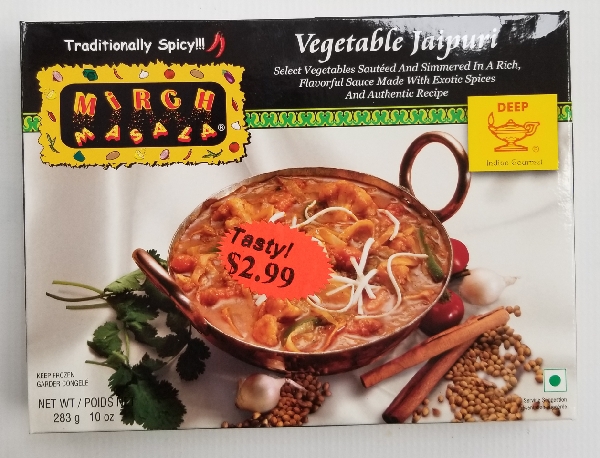 Traditionally Spicy!!!
Vegetable Jaipuri
Select Vegetables Sautéed And Simmered In A Rich,
Flavorful Sauce Made With Exotic Spices
And Authentic Recipe
MIRCH
MASALA®
DEEP
®
Indian Gourmet
Tasty!
$2.99
KEEP FROZEN
GARDER CONGELÉ
NET WT / POIDS
283 g 10 oz
Serving Suggestion